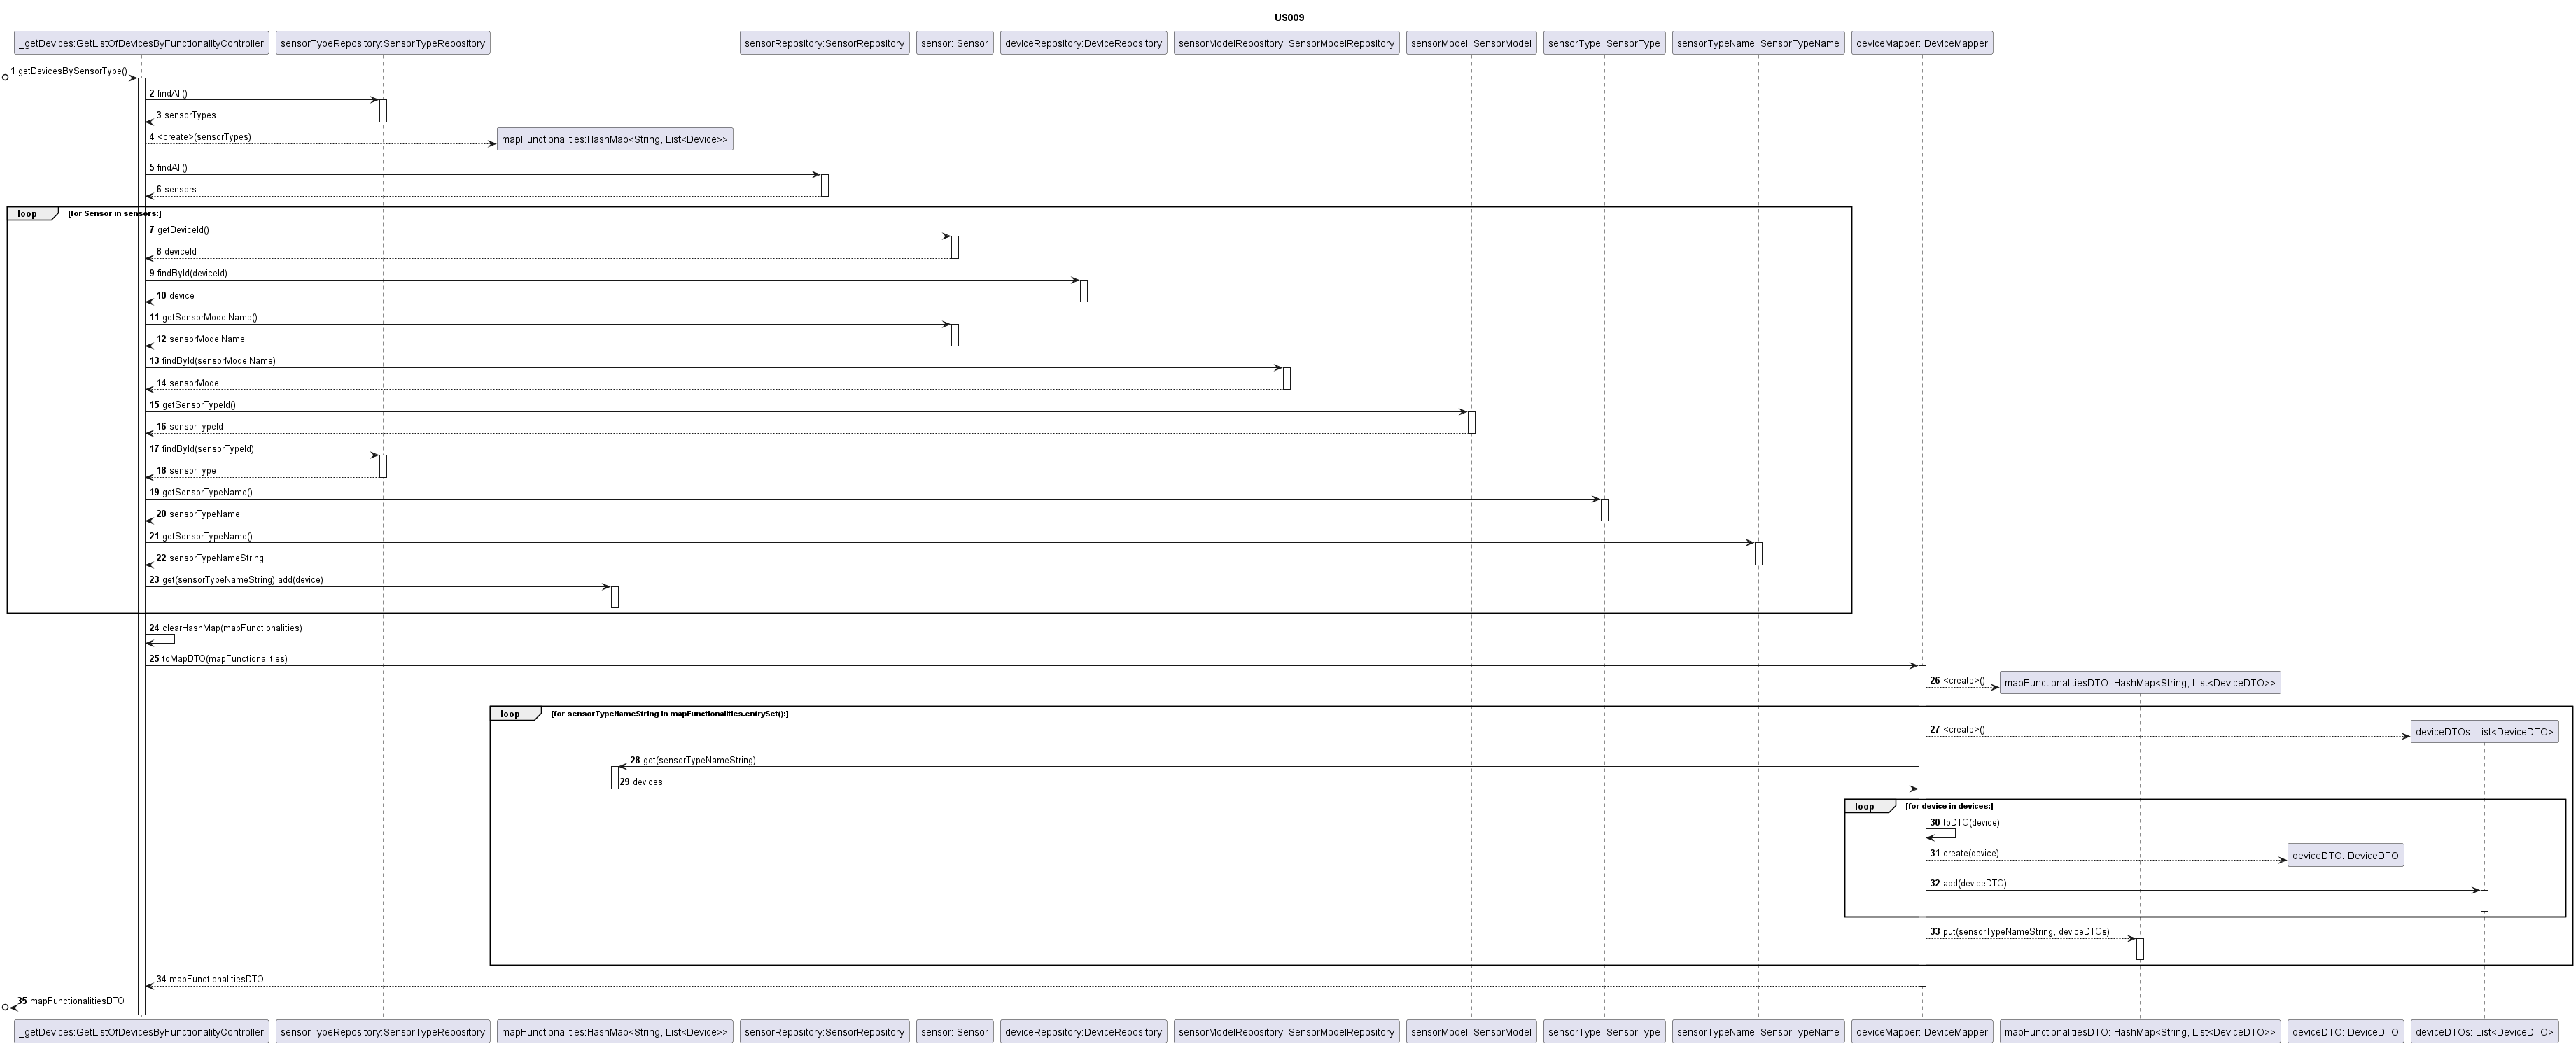 US009
_getDevices:GetListOfDevicesByFunctionalityController
sensorTypeRepository:SensorTypeRepository
sensorRepository:SensorRepository
sensor: Sensor
deviceRepository:DeviceRepository
sensorModelRepository: SensorModelRepository
sensorModel: SensorModel
sensorType: SensorType
sensorTypeName: SensorTypeName
deviceMapper: DeviceMapper
1 getDevicesBySensorType()
2 findAll()
3 sensorTypes
4 <create>(sensorTypes)
mapFunctionalities:HashMap<String, List<Device>>
5 findAll()
6 sensors
loop [for Sensor in sensors:]
7 getDeviceId()
8 deviceId
9 findById(deviceId)
10 device
11 getSensorModelName()
12 sensorModelName
13 findById(sensorModelName)
14 sensorModel
15 getSensorTypeId()
16 sensorTypeId
17 findById(sensorTypeId)
18 sensorType
19 getSensorTypeName()
20 sensorTypeName
21 getSensorTypeName()
22 sensorTypeNameString
23 get(sensorTypeNameString).add(device)
24 clearHashMap(mapFunctionalities)
25 toMapDTO(mapFunctionalities)
26 <create>()
mapFunctionalitiesDTO: HashMap<String, List<DeviceDTO>>
loop [for sensorTypeNameString in mapFunctionalities.entrySet():]
27 <create>()
deviceDTOs: List<DeviceDTO>
28 get(sensorTypeNameString)
29 devices
loop [for device in devices:]
30 toDTO(device)
31 create(device)
deviceDTO: DeviceDTO
32 add(deviceDTO)
33 put(sensorTypeNameString, deviceDTOs)
34 mapFunctionalitiesDTO
35 mapFunctionalitiesDTO
_getDevices:GetListOfDevicesByFunctionalityController
sensorTypeRepository:SensorTypeRepository
mapFunctionalities:HashMap<String, List<Device>>
sensorRepository:SensorRepository
sensor: Sensor
deviceRepository:DeviceRepository
sensorModelRepository: SensorModelRepository
sensorModel: SensorModel
sensorType: SensorType
sensorTypeName: SensorTypeName
deviceMapper: DeviceMapper
mapFunctionalitiesDTO: HashMap<String, List<DeviceDTO>>
deviceDTO: DeviceDTO
deviceDTOs: List<DeviceDTO>